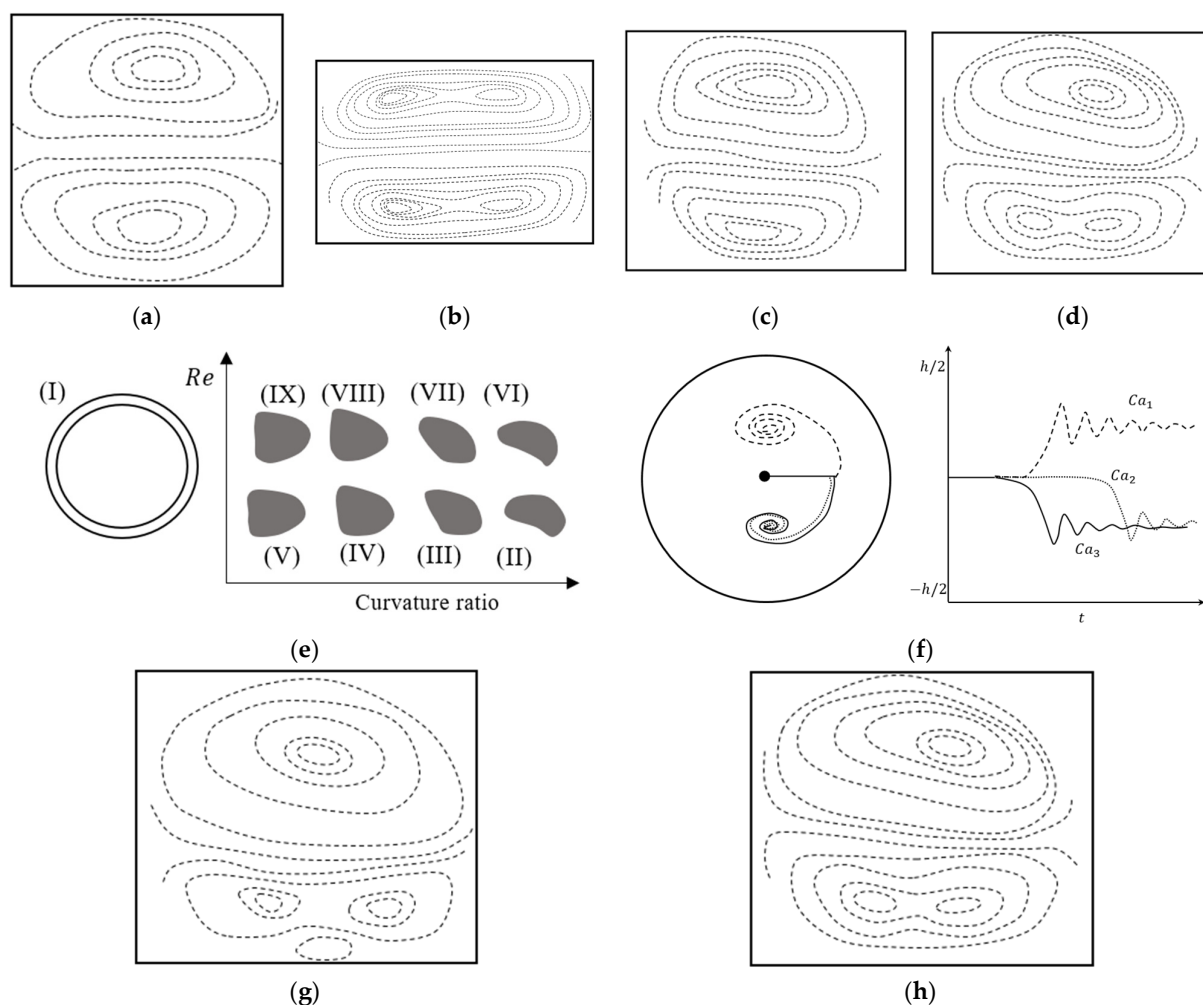 (a)
(b)
(c)
(d)
(I)
Re
(IX) (VIII) (VII) (VI)
(V) (IV) (III) (II)
Curvature ratio
(e)
h/2
Ca₁
Ca₂
Ca₃
−h/2
t
(f)
(g)
(h)